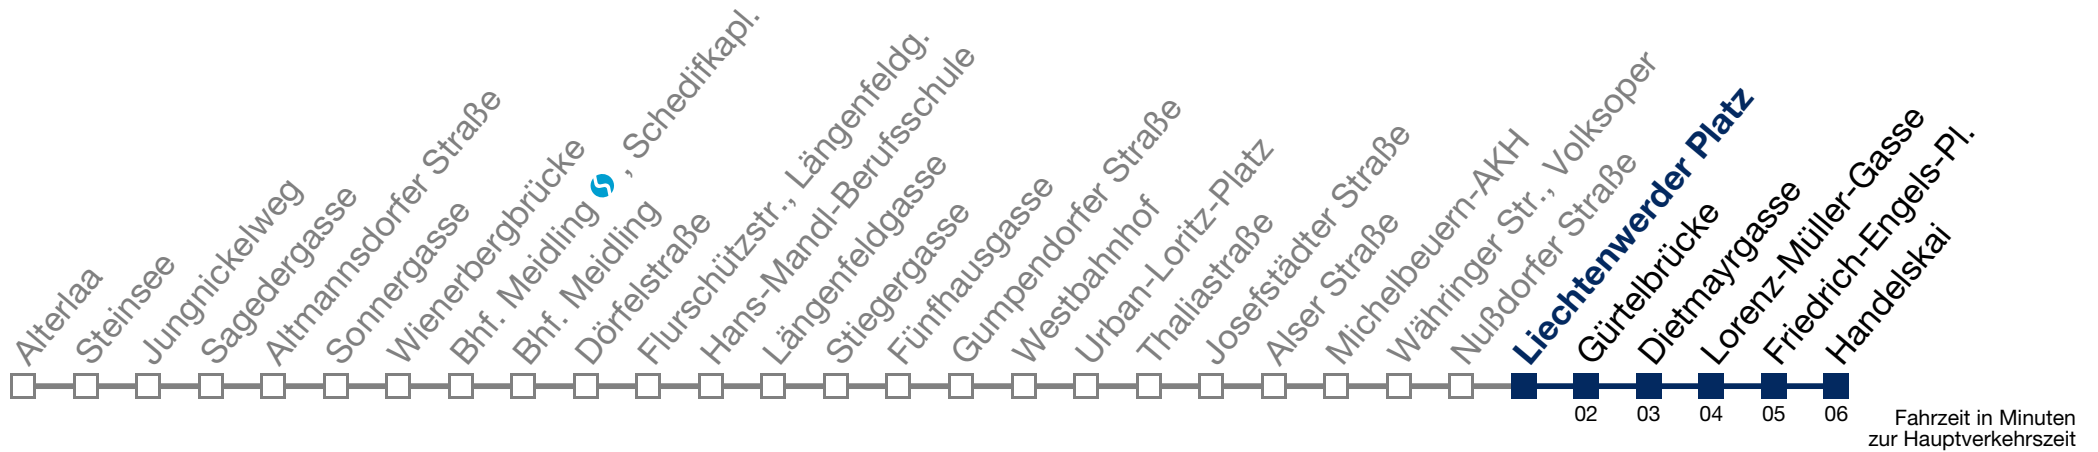 Alterlaa
Steinsee
Jungnickelweg
Sagedergasse
Altmannsdorfer Straße
Sonnergasse
Wienerbergbrücke
Bhf. Meidling , Schedifkapl.
Bhf. Meidling
Dörfelstraße
Flurschützstr., Längenfeldg.
Hans-Mandl-Berufsschule
Längenfeldgasse
Stiegergasse
Fünfhausgasse
Gumpendorfer Straße
Westbahnhof
Urban-Loritz-Platz
Thaliastraße
Josefstädter Straße
Alser Straße
Michelbeuern-AKH
Währinger Str., Volksoper
Nußdorfer Straße
Liechtenwerder Platz
Gürtelbrücke
Dietmayrgasse
Lorenz-Müller-Gasse
Friedrich-Engels-Pl.
Handelskai
02 03 04 05 06
Fahrzeit in Minuten
zur Hauptverkehrszeit